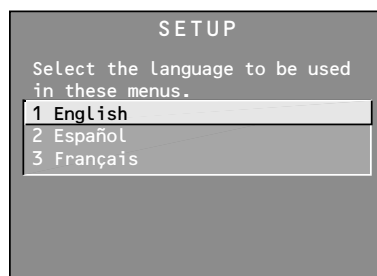 SETUP
Select the language to be used
in these menus.
1 English
2 Español
3 Français